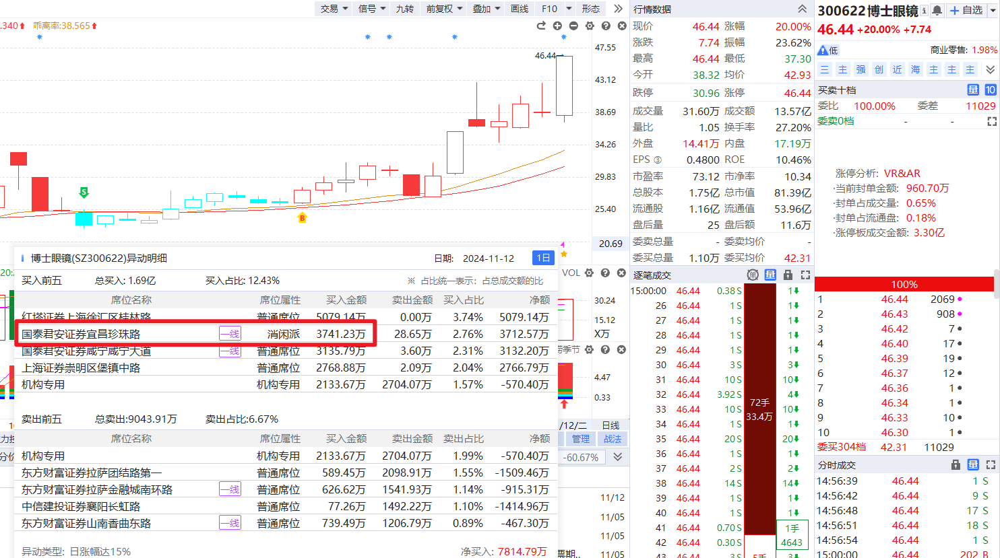 交易 信号 九转 前复权 叠加 画线 F10 形态
.340 乖离率:38.565
47.55
46.44
43.12
38.69
34.26
29.83
25.40
20.69
S
B
博士眼镜(SZ300622)异动明细 日期: 2024-11-12 1日
买入前五 总买入: 1.69亿 买入占比: 12.43% ※ 占比统一表示：占总成交额的比
席位名称 席位属性 买入金额 卖出金额 买入占比 净额
红塔证券上海徐汇区桂林路 普通席位 5079.14万 0.00万 3.74% 5079.14万
国泰君安证券宜昌珍珠路 一线 消闲派 3741.23万 28.65万 2.76% 3712.57万
国泰君安证券咸宁咸宁大道 一线 普通席位 3135.79万 3.60万 2.31% 3132.20万
上海证券崇明区堡镇中路 普通席位 2768.88万 2.09万 2.04% 2766.79万
机构专用 机构专用 2133.67万 2704.07万 1.57% -570.40万
卖出前五 总卖出:9043.91万 卖出占比:6.67%
席位名称 席位属性 买入金额 卖出金额 卖出占比 净额
机构专用 机构专用 2133.67万 2704.07万 1.99% -570.40万
东方财富证券拉萨团结路第一 589.45万 2098.91万 1.55% -1509.46万
东方财富证券拉萨金融城南环路 一线 普通席位 626.62万 1541.93万 1.14% -915.31万
中信建投证券襄阳长虹路 普通席位 77.26万 1492.22万 1.10% -1414.96万
东方财富证券山南香曲东路 一线 普通席位 739.49万 1206.79万 0.89% -467.30万
异动类型: 日涨幅达15% 净买入: 7814.79万
VOL
30.24
15.12
X万
季节
4.47
0.33
/12/二 日线
管理 战法
-60.67%
11/12
11/05
11/05
票期.. 11/05
行情数据
现价 46.44 涨幅 20.00%
涨跌 7.74 振幅 23.62%
最高 46.44 最低 37.30
今开 38.32 均价 42.93
跌停 30.96 涨停 46.44
成交量 31.60万 成交额 13.57亿
量比 1.05 换手率 27.20%
外盘 14.41万 内盘 17.19万
EPS ③ 0.4800 ROE 10.46%
市盈率 73.12 市净率 10.34
总股本 1.75亿 总市值 81.39亿
流通股 1.16亿 流通值 53.96亿
盘后量 25 盘后额 11.6万
委卖总量 - 委卖均价 -
委买总量 1.10万 委买均价 42.31
逐笔成交 量
15:00:00 46.44 0.38 S 1
26 46.44 1 S 1
27 46.44 1 S 1
28 46.44 1 S 1
29 46.44 1 S 1
30 46.44 3 S 3
31 46.44 10 S 10
32 46.44 3.92 S 4
33 46.44 10 S 10
34 46.44 1 S 1
35 46.44 20 S 20
36 46.44 1 S 1
37 46.44 2 S 2
38 46.44 14 S 14
39 46.44 1 S 1
40 46.44 1 S 1
41 46.44 0.70 S
42 46.44 0.30 S
43 46.44 3 S 3
72手
33.4万
1手
4643
5手
300622 博士眼镜 自选
46.44 +20.00% +7.74
低 商业零售: 1.98%
三 主 强 创 近 海 主 主 主
买卖十档 量 10
委比 100.00% 委差 11029
委卖0档 - -
涨停分析: VR&AR
·当前封单金额: 960.70万
·封单占成交量: 0.65%
·封单占流通盘: 0.18%
·涨停板成交金额: 3.30亿
100%
1 46.44 2069
2 46.43 908
3 46.42 7
4 46.40 17
5 46.39 19
6 46.37 12
7 46.36 1
8 46.34 1
9 46.33 10
10 46.30 1
委买304档 42.31 11029
分时成交 量
14:56:39 46.44 1 S
14:56:42 46.44 9 S
14:56:48 46.44 17 S
14:56:51 46.44 18 S
14:56:54 46.44 1 S
15:00:00 46.44 202 B